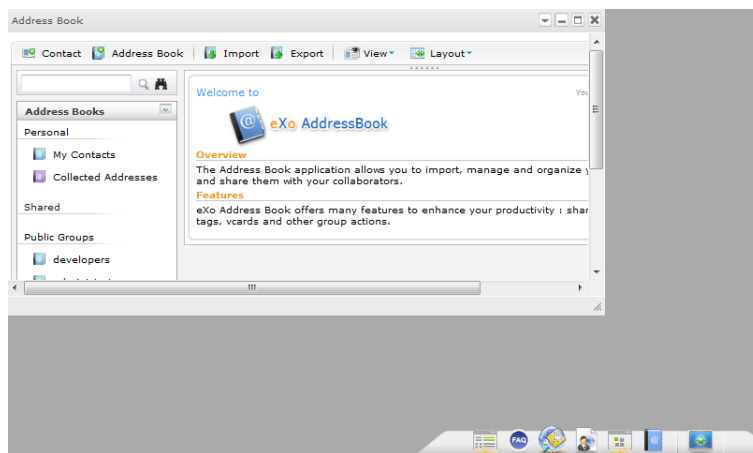 Address Book
Contact Address Book Import Export View Layout
Welcome to
eXo AddressBook
Address Books
Personal
My Contacts
Collected Addresses
Shared
Public Groups
developers
Overview
The Address Book application allows you to import, manage and organize
and share them with your collaborators.
Features
eXo Address Book offers many features to enhance your productivity : shar
tags, vcards and other group actions.
FAQ